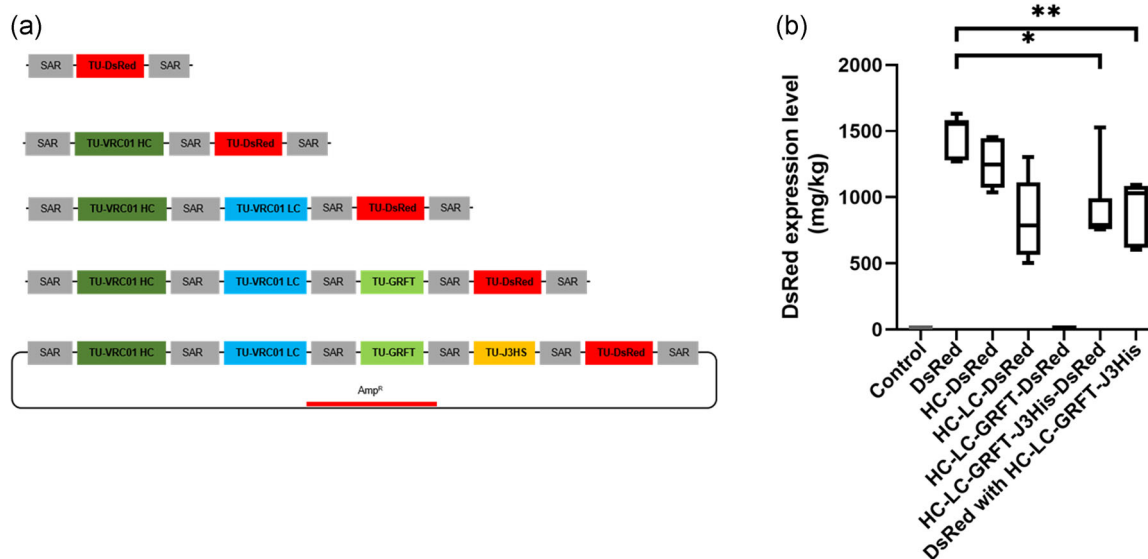 (a)
SAR TU-DsRed SAR
SAR TU-VRC01 HC SAR TU-DsRed SAR
SAR TU-VRC01 HC SAR TU-VRC01 LC SAR TU-DsRed SAR
SAR TU-VRC01 HC SAR TU-VRC01 LC SAR TU-GRFT SAR TU-DsRed SAR
SAR TU-VRC01 HC SAR TU-VRC01 LC SAR TU-GRFT SAR TU-J3HS SAR TU-DsRed SAR
AmpR
(b)
**
*
DsRed expression level
(mg/kg)
2000
1500
1000
500
0
Control
DsRed
HC-DsRed
HC-LC-DsRed
HC-LC-GRFT-DsRed
HC-LC-GRFT-J3His-DsRed
DsRed with HC-LC-GRFT-J3His